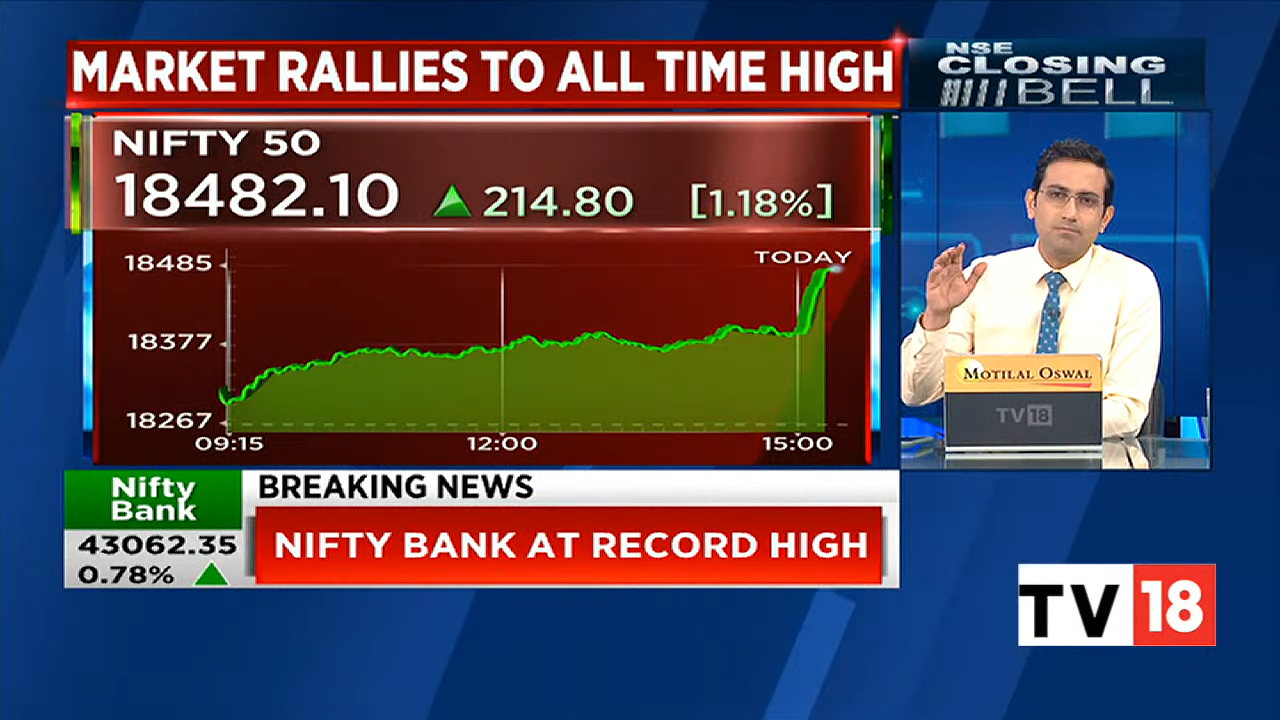 MARKET RALLIES TO ALL TIME HIGH
NSE
CLOSING
BELL
NIFTY 50
18482.10 ▲ 214.80 [1.18%]
TODAY
18485
18377
18267
09:15 12:00 15:00
MOTILAL OSWAL
TV18
Nifty
Bank
43062.35
0.78% ▲
BREAKING NEWS
NIFTY BANK AT RECORD HIGH
TV18